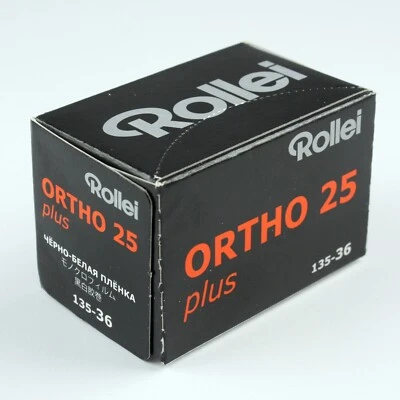 Rollei
Rollei
ORTHO 25
plus
135-36
Rollei
ORTHO 25
plus
ЧЁРНО-БЕЛАЯ ПЛЁНКА
モノクロフィルム
黒白胶卷
135-36